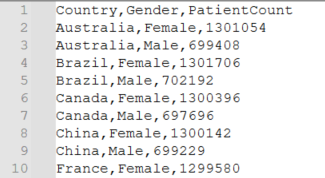 1 Country,Gender,PatientCount
2 Australia,Female,1301054
3 Australia,Male,699408
4 Brazil,Female,1301706
5 Brazil,Male,702192
6 Canada,Female,1300396
7 Canada,Male,697696
8 China,Female,1300142
9 China,Male,699229
10 France,Female,1299580